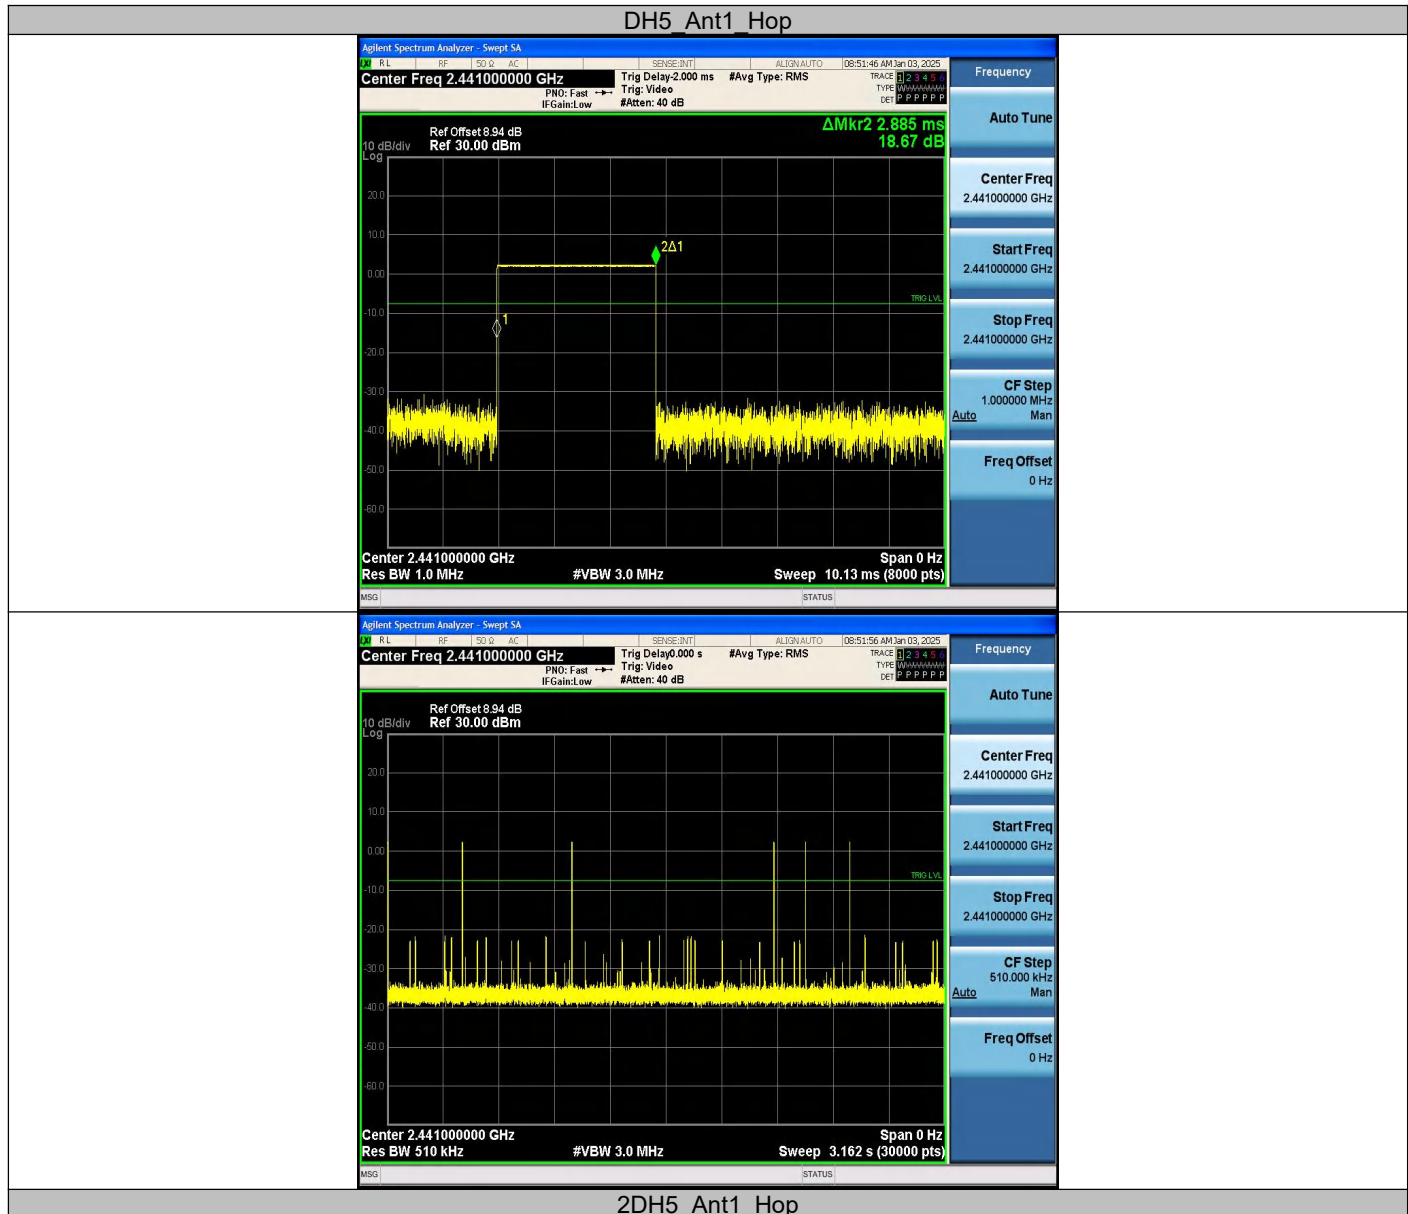 DH5_Ant1_Hop
Agilent Spectrum Analyzer - Swept SA
LXI RL RF 50 Ω AC SENSE:INT ALIGNAUTO 08:51:46 AM Jan 03, 2025
Center Freq 2.441000000 GHz
PNO: Fast
IFGain:Low
Trig Delay-2.000 ms
Trig: Video
#Atten: 40 dB
#Avg Type: RMS
TRACE 1 2 3 4 5 6
TYPE W
DET P P P P P P
Frequency
ΔMkr2 2.885 ms
18.67 dB
Ref Offset 8.94 dB
10 dB/div Ref 30.00 dBm
Log
20.0
10.0
0.00
-10.0
-20.0
-30.0
-40.0
-50.0
-60.0
2Δ1
TRIG LVL
1
Center 2.441000000 GHz Span 0 Hz
Res BW 1.0 MHz #VBW 3.0 MHz Sweep 10.13 ms (8000 pts)
MSG STATUS
Auto Tune
Center Freq
2.441000000 GHz
Start Freq
2.441000000 GHz
Stop Freq
2.441000000 GHz
CF Step
1.000000 MHz
Auto Man
Freq Offset
0 Hz
Agilent Spectrum Analyzer - Swept SA
LXI RL RF 50 Ω AC SENSE:INT ALIGNAUTO 08:51:56 AM Jan 03, 2025
Center Freq 2.441000000 GHz
PNO: Fast
IFGain:Low
Trig Delay0.000 s
Trig: Video
#Atten: 40 dB
#Avg Type: RMS
TRACE 1 2 3 4 5 6
TYPE W
DET P P P P P P
Frequency
Ref Offset 8.94 dB
10 dB/div Ref 30.00 dBm
Log
20.0
10.0
0.00
-10.0
-20.0
-30.0
-40.0
-50.0
-60.0
TRIG LVL
Center 2.441000000 GHz Span 0 Hz
Res BW 510 kHz #VBW 3.0 MHz Sweep 3.162 s (30000 pts)
MSG STATUS
Auto Tune
Center Freq
2.441000000 GHz
Start Freq
2.441000000 GHz
Stop Freq
2.441000000 GHz
CF Step
510.000 kHz
Auto Man
Freq Offset
0 Hz
2DH5_Ant1_Hop